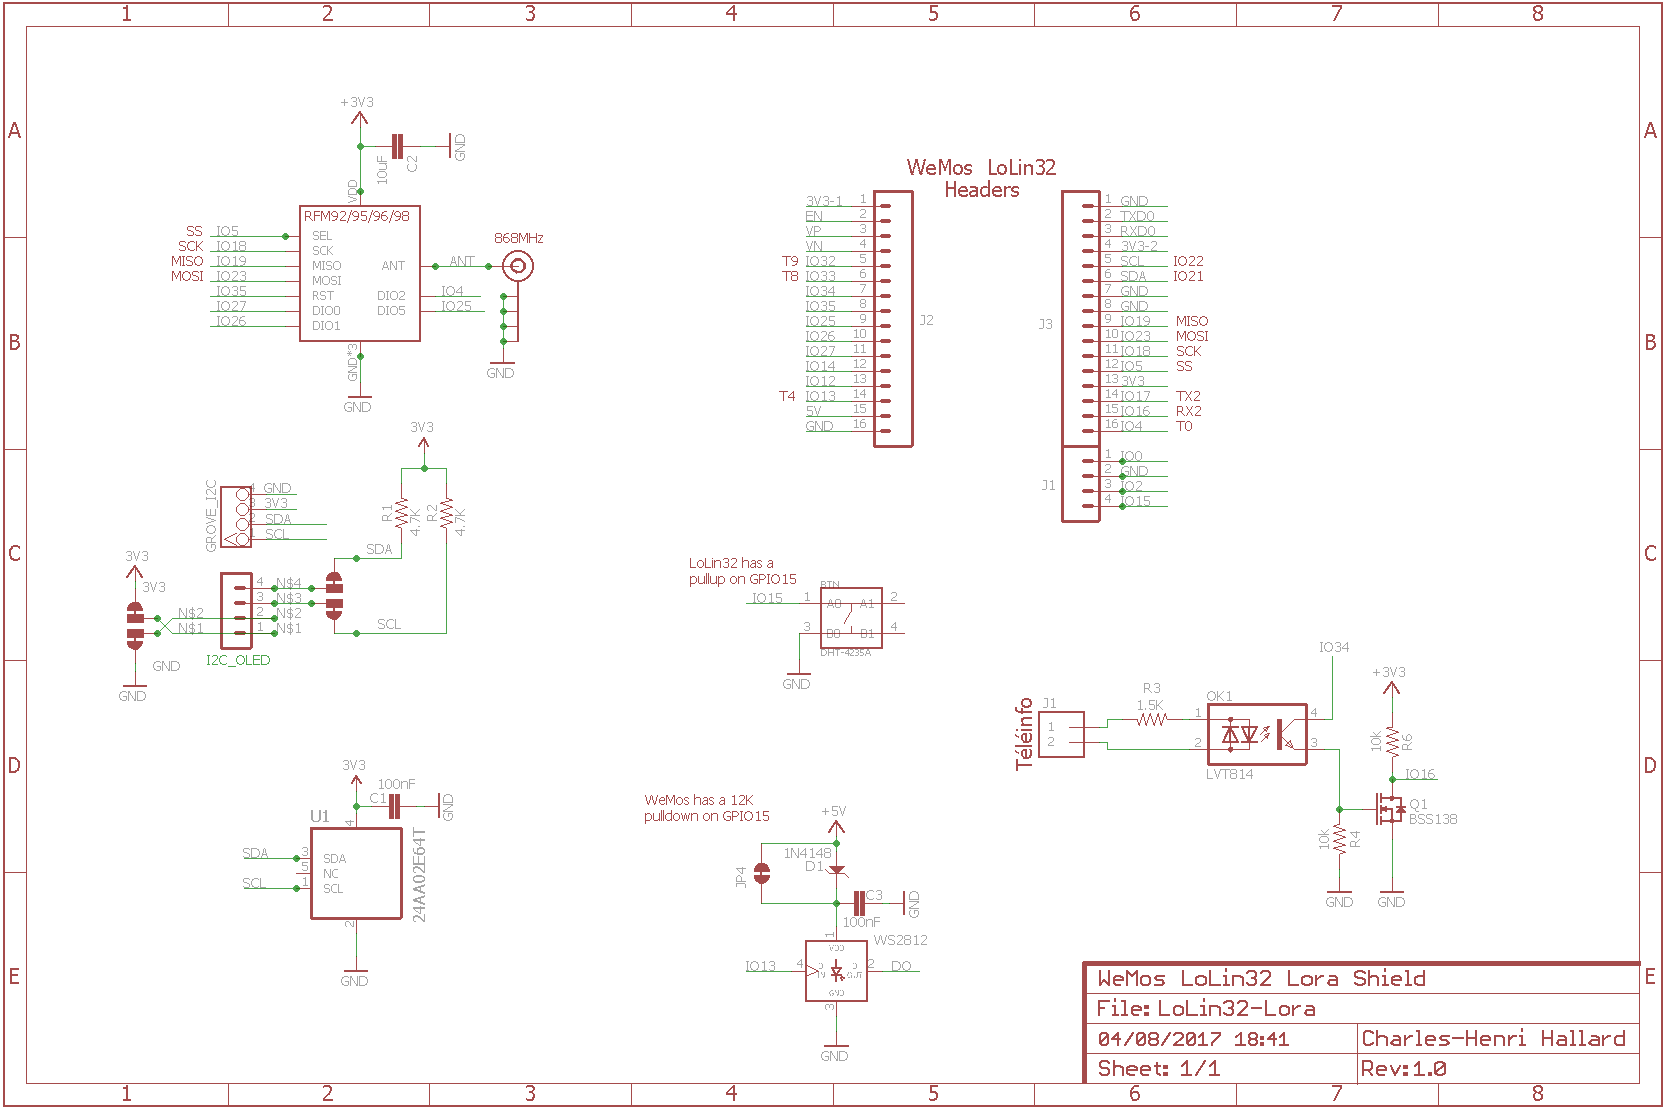 1 2 3 4 5 6 7 8
A A
B B
C C
D D
E E
+3V3
10uF
C2
GND
VDD
RFM92/95/96/98
SS IO5 SEL
SCK IO18 SCK
MISO IO19 MISO
MOSI IO23 MOSI
IO35 RST
IO27 DIO0
IO26 DIO1
ANT ANT
DIO2 IO4
DIO5 IO25
868MHz
GND
GND*3
GND
WeMos LoLin32
Headers
3V3-1 1
EN 2
VP 3
VN 4
T9 IO32 5
T8 IO33 6
IO34 7
IO35 8
IO25 9
IO26 10
IO27 11
IO14 12
IO12 13
T4 IO13 14
5V 15
GND 16
J2
J3
1 GND
2 TXD0
3 RXD0
4 3V3-2
5 SCL IO22
6 SDA IO21
7 GND
8 GND
9 IO19 MISO
10 IO23 MOSI
11 IO18 SCK
12 IO5 SS
13 3V3
14 IO17 TX2
15 IO16 RX2
16 IO4 T0
J1
1 IO0
2 GND
3 IO2
4 IO15
3V3
R1
4.7K
R2
4.7K
GROVE_I2C
4 GND
3 3V3
2 SDA
1 SCL
SDA
SCL
3V3
3V3
N$2
N$1
GND
GND
4 N$4
3 N$3
2 N$2
1 N$1
I2C_OLED
LoLin32 has a
pullup on GPIO15
BTN
IO15 1 A0 A1 2
3 B0 B1 4
DHT-4235A
GND
Téléinfo
J1
1
2
R3
1.5K
OK1
1 4
2 3
LVT814
IO34
+3V3
10k
R6
IO16
Q1
BSS138
10k
R4
GND
GND
3V3
100nF
C1
GND
U1
4
SDA 3 SDA
5 NC
SCL 1 SCL
24AA02E64T
2
GND
WeMos has a 12K
pulldown on GPIO15
+5V
1N4148
D1
JP4
C3
100nF
GND
WS2812
1
IO13 4
2 DO
3
GND
WeMos LoLin32 Lora Shield
File: LoLin32-Lora
04/08/2017 18:41 Charles-Henri Hallard
Sheet: 1/1 Rev:1.0
1 2 3 4 5 6 7 8